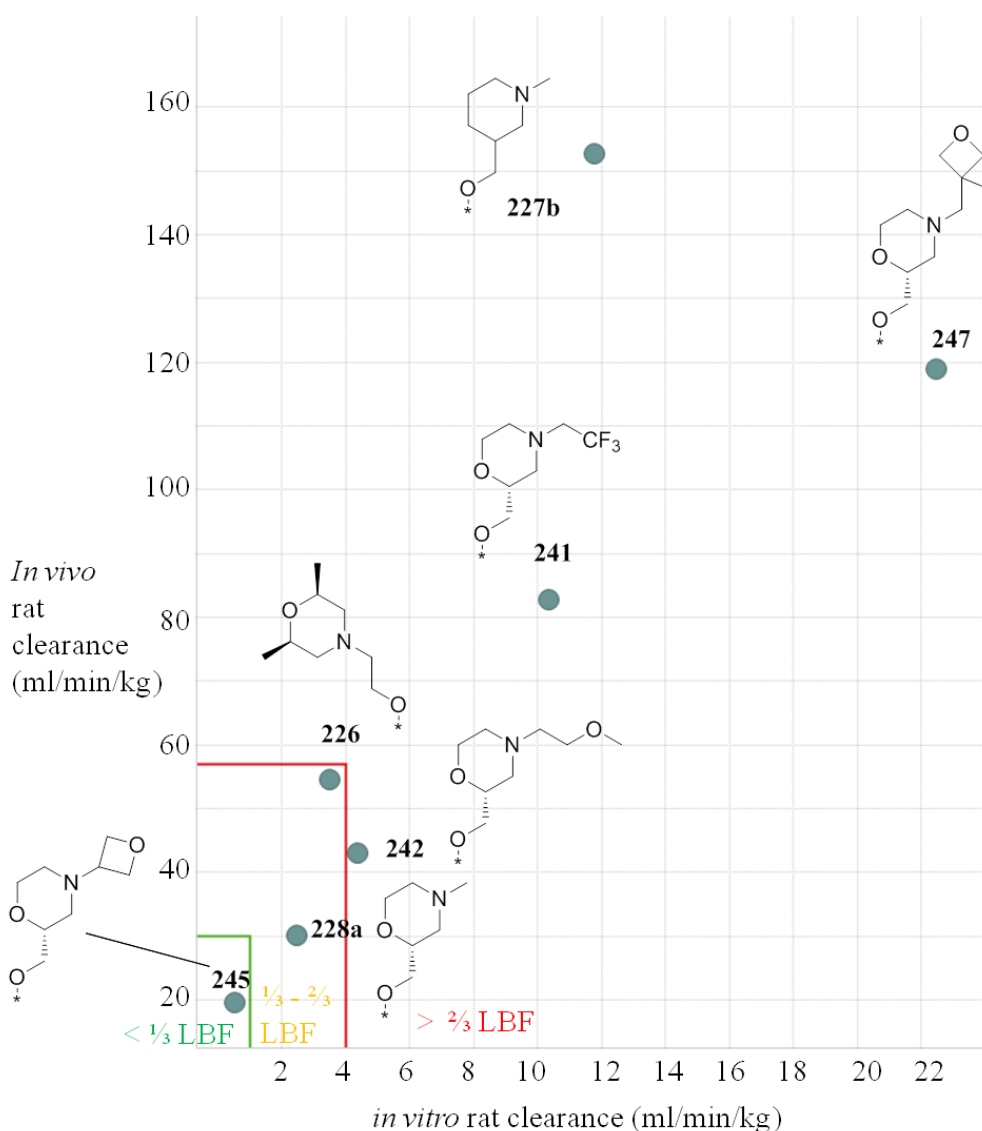 160
N
O
*
227b
O
140
N
O
O
*
247
120
N
CF₃
O
100
O
*
241
In vivo
rat
clearance
(ml/min/kg)
80
O
N
O
*
226
60
N
O
O
O
*
242
40
O
N
O
O
*
N
O
O
*
228a
245
20
< ⅓ LBF
⅓ - ⅔
LBF
> ⅔ LBF
2 4 6 8 10 12 14 16 18 20 22
in vitro rat clearance (ml/min/kg)